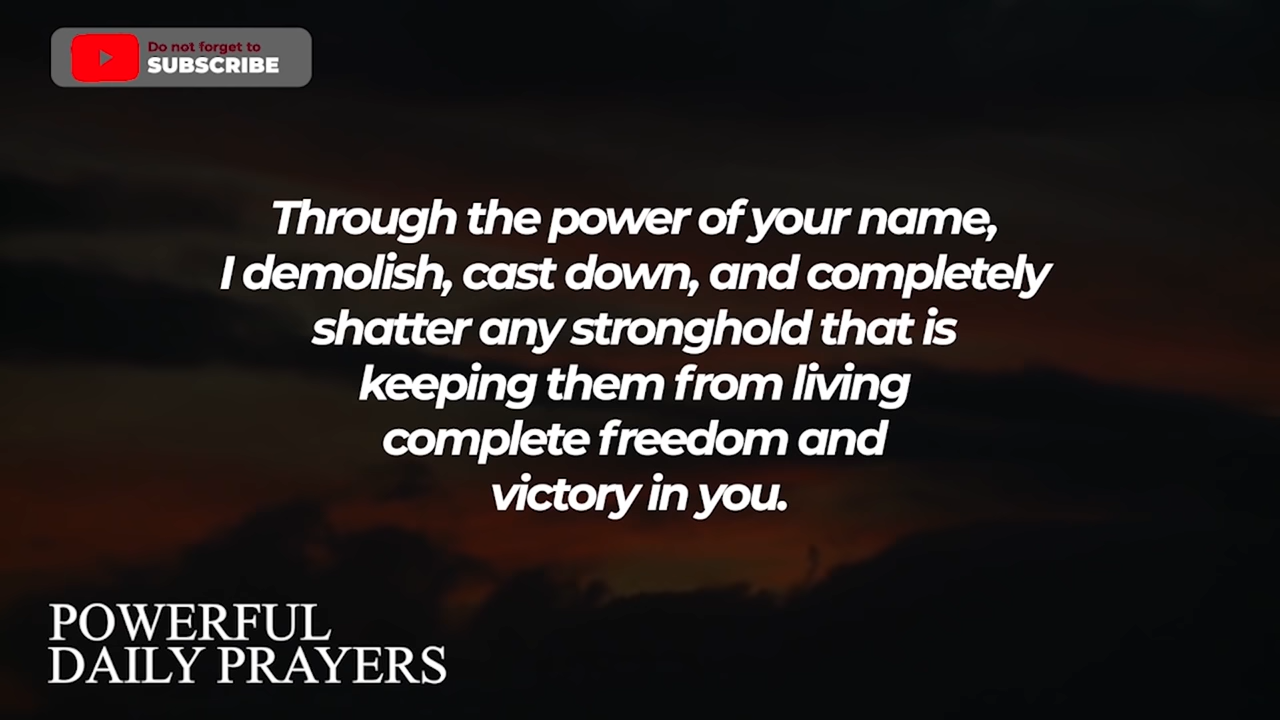 Do not forget to
SUBSCRIBE
Through the power of your name,
I demolish, cast down, and completely
shatter any stronghold that is
keeping them from living
complete freedom and
victory in you.
POWERFUL
DAILY PRAYERS